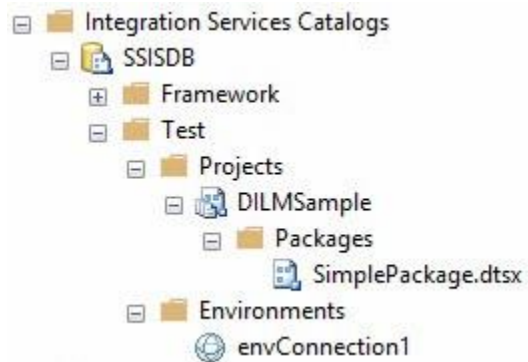 Integration Services Catalogs
SSISDB
Framework
Test
Projects
DILMSample
Packages
SimplePackage.dtsx
Environments
envConnection1